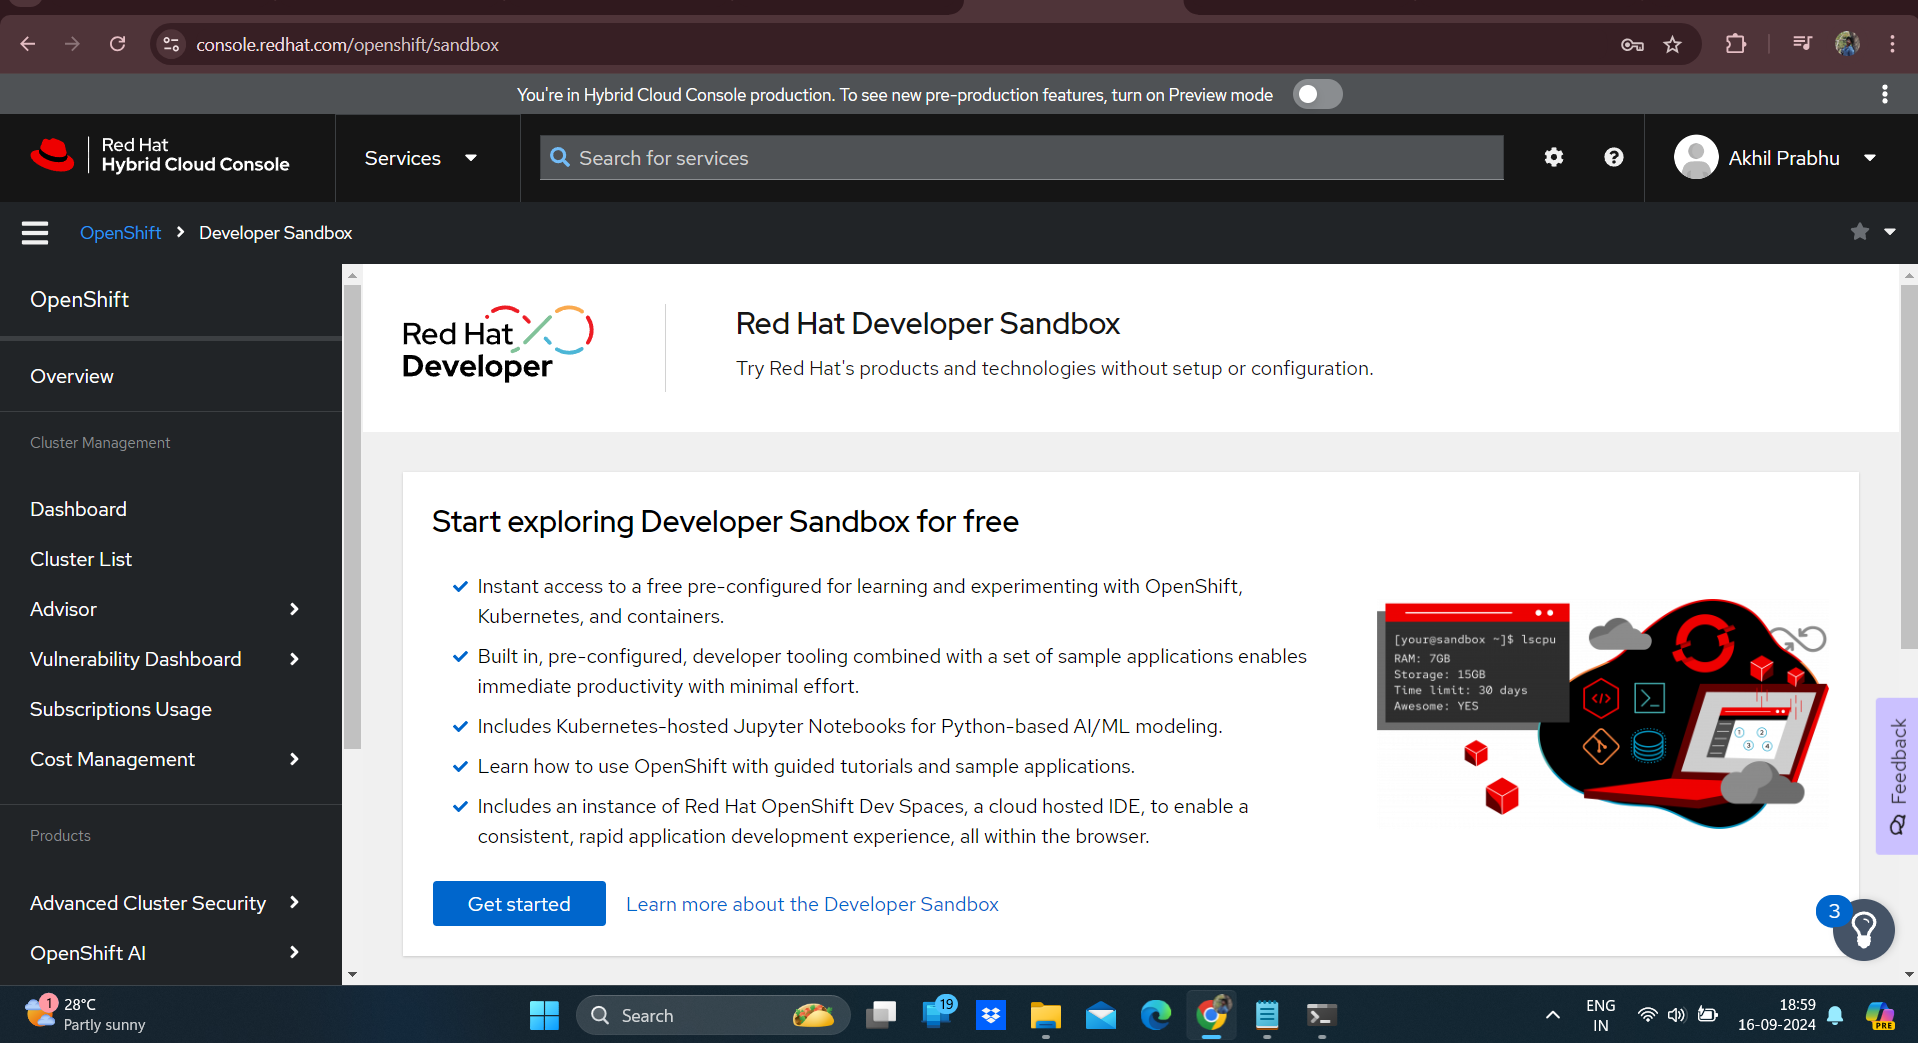 console.redhat.com/openshift/sandbox
You're in Hybrid Cloud Console production. To see new pre-production features, turn on Preview mode
Red Hat
Hybrid Cloud Console
Services
Search for services
Akhil Prabhu
OpenShift
Developer Sandbox
OpenShift
Overview
Cluster Management
Dashboard
Cluster List
Advisor
Vulnerability Dashboard
Subscriptions Usage
Cost Management
Products
Advanced Cluster Security
OpenShift AI
Red Hat
Developer
Red Hat Developer Sandbox
Try Red Hat's products and technologies without setup or configuration.
Start exploring Developer Sandbox for free
Instant access to a free pre-configured for learning and experimenting with OpenShift,
Kubernetes, and containers.
Built in, pre-configured, developer tooling combined with a set of sample applications enables
immediate productivity with minimal effort.
Includes Kubernetes-hosted Jupyter Notebooks for Python-based AI/ML modeling.
Learn how to use OpenShift with guided tutorials and sample applications.
Includes an instance of Red Hat OpenShift Dev Spaces, a cloud hosted IDE, to enable a
consistent, rapid application development experience, all within the browser.
Get started
Learn more about the Developer Sandbox
[your@sandbox ~]$ lscpu
RAM: 7GB
Storage: 15GB
Time limit: 30 days
Awesome: YES
1 2
3 4
Feedback
3
1
28°C
Partly sunny
Search
19
ENG
IN
18:59
16-09-2024
PRE